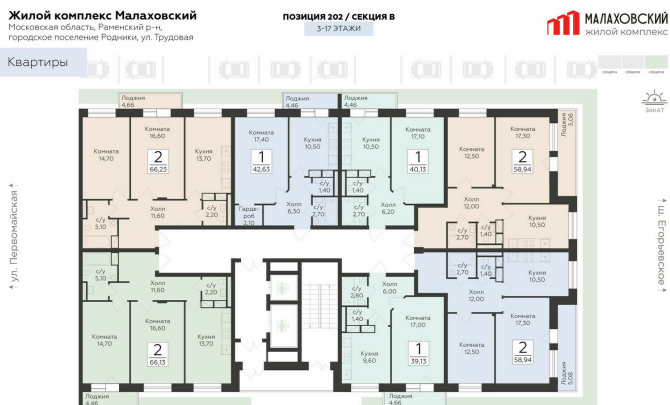 Жилой комплекс Малаховский
Московская область, Раменский р-н,
городское поселение Родники, ул. Трудовая
ПОЗИЦИЯ 202 / СЕКЦИЯ В
3-17 ЭТАЖИ
МАЛАХОВСКИЙ
жилой комплекс
Квартиры
ЗАКАТ
ул. Первомайская
ш. Егорьевское
Лоджия
4,66
Комната
14,70
Комната
16,60
Кухня
13,70
2
66,23
Холл
11,60
с/у
5,10
с/у
2,20
Лоджия
4,46
Комната
17,40
Кухня
10,50
1
42,63
с/у
1,40
с/у
2,70
Холл
6,30
Гарде-
роб
2,10
Лоджия
4,46
Кухня
10,50
Комната
17,10
1
40,13
с/у
1,40
с/у
2,70
Холл
6,20
Комната
12,50
Комната
17,30
2
58,94
Лоджия
5,08
Холл
12,00
с/у
2,70
с/у
1,40
Кухня
10,50
с/у
5,10
Холл
11,60
с/у
2,20
Комната
14,70
Комната
16,60
Кухня
13,70
2
66,13
Лоджия
4,46
с/у
2,80
с/у
1,40
Холл
6,00
Комната
17,00
Кухня
9,60
1
39,13
Лоджия
4,66
с/у
2,70
с/у
1,40
Кухня
10,50
Холл
12,00
Комната
12,50
Комната
17,30
2
58,94
Лоджия
5,08